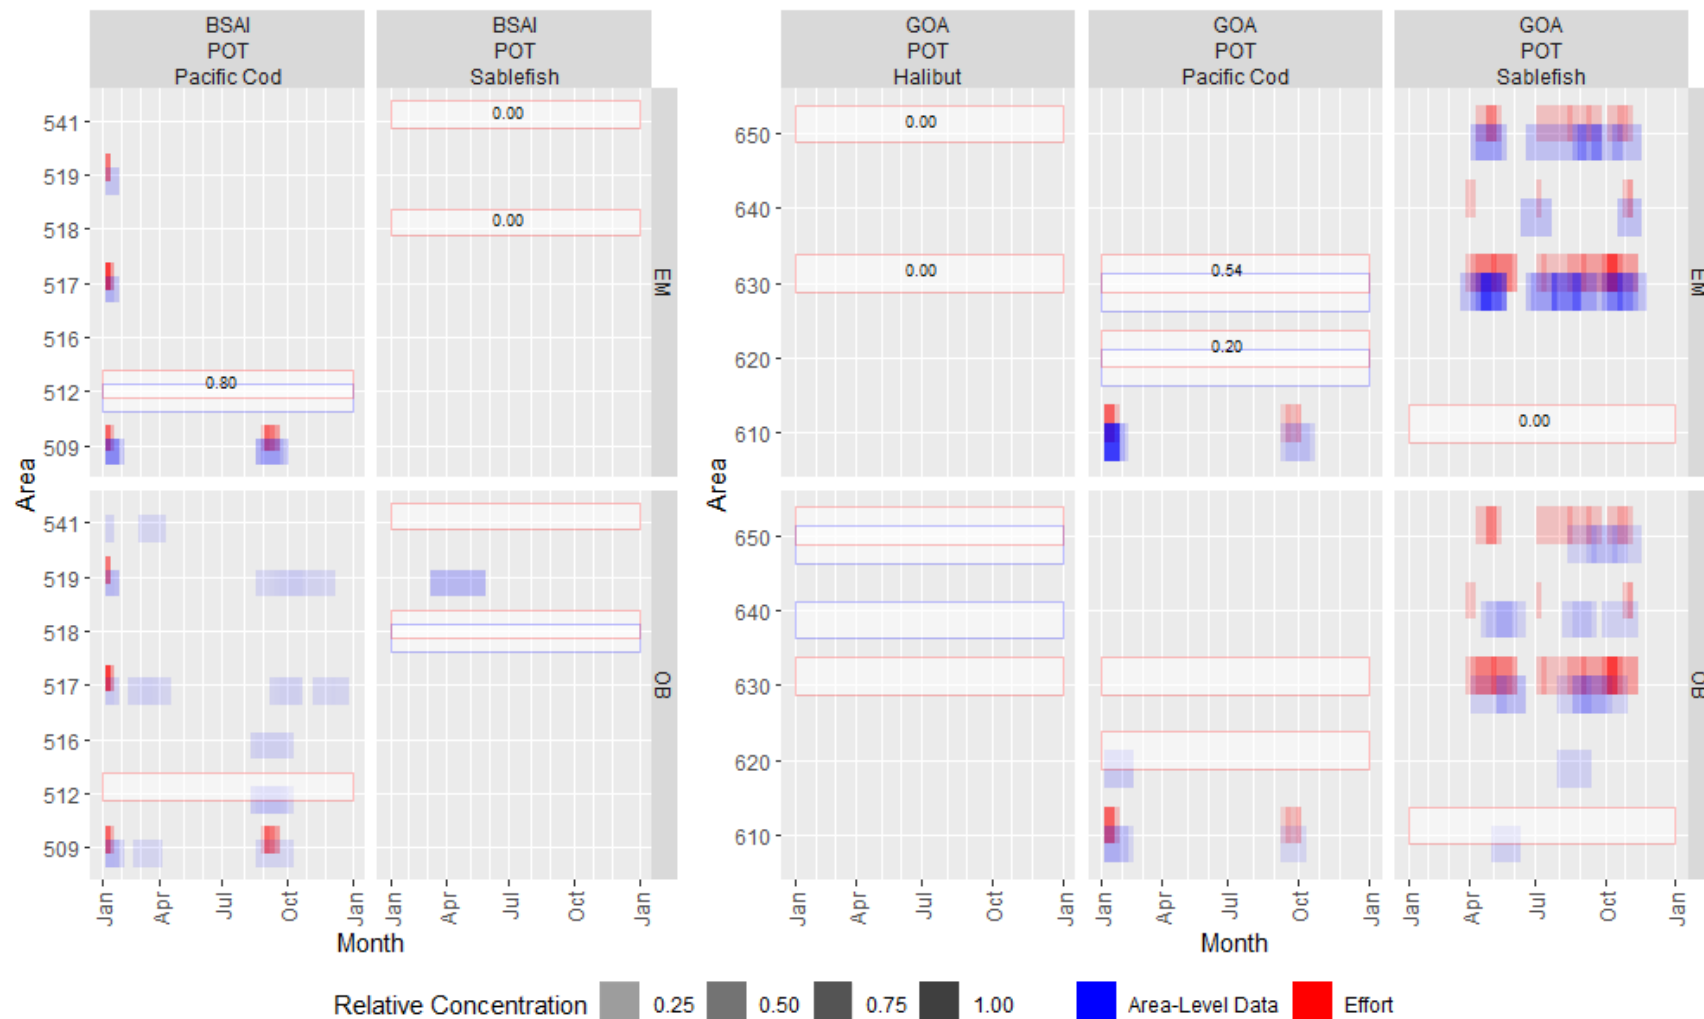 BSAI
POT
Pacific Cod
BSAI
POT
Sablefish
GOA
POT
Halibut
GOA
POT
Pacific Cod
GOA
POT
Sablefish
541
519
518
517
516
512
509
0.80
0.00
0.00
EM
650
640
630
620
610
0.00
0.00
0.54
0.20
0.00
EM
Area
Area
541
519
518
517
516
512
509
OB
650
640
630
620
610
OB
Jan
Apr
Jul
Oct
Jan
Jan
Apr
Jul
Oct
Jan
Jan
Apr
Jul
Oct
Jan
Jan
Apr
Jul
Oct
Jan
Jan
Apr
Jul
Oct
Jan
Month
Month
Relative Concentration 0.25 0.50 0.75 1.00 Area-Level Data Effort